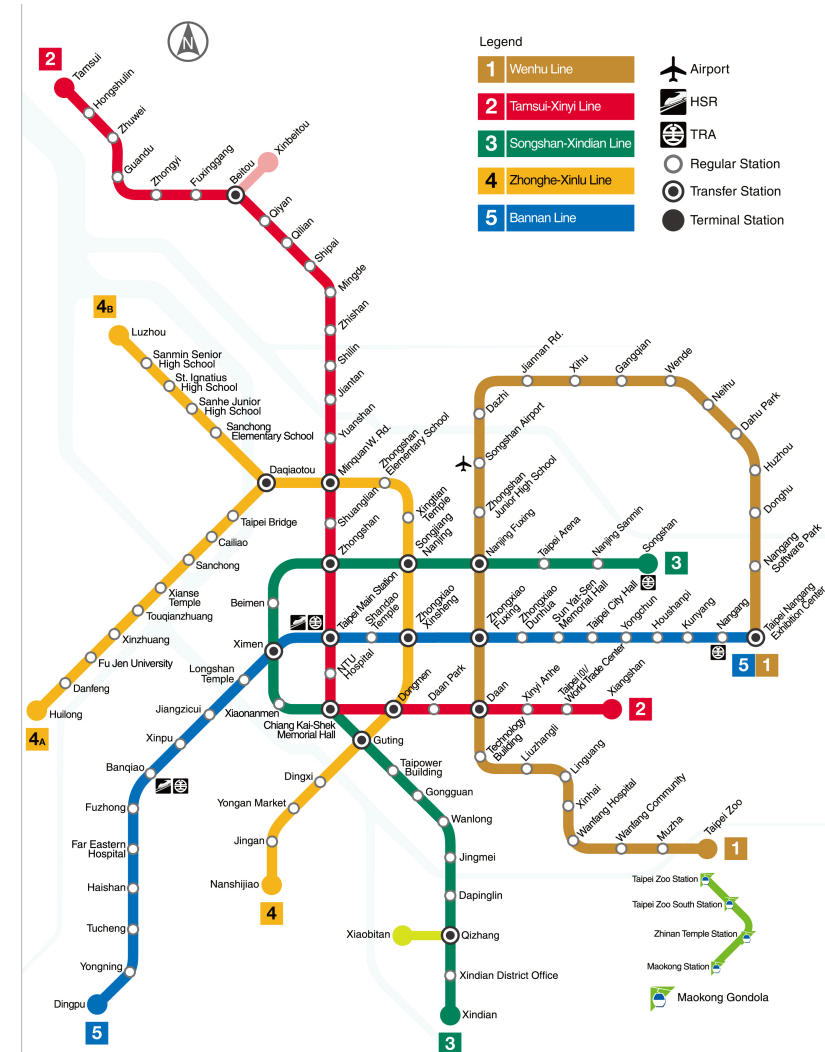 N
Legend
1 Wenhu Line
2 Tamsui-Xinyi Line
3 Songshan-Xindian Line
4 Zhonghe-Xinlu Line
5 Bannan Line
Airport
HSR
TRA
Regular Station
Transfer Station
Terminal Station
2
Tamsui
Hongshulin
Zhuwei
Guandu
Zhongyi
Fuxinggang
Beitou
Xinbeitou
Qiyan
Qilian
Shipai
Mingde
Zhishan
Shilin
Jiantan
Yuanshan
MinquanW. Rd.
Shuanglian
Zhongshan
Taipei Main Station
NTU
Hospital
Chiang Kai-Shek
Memorial Hall
Dongmen
Daan Park
Daan
Xinyi Anhe
Taipei 101/
World Trade Center
Xiangshan
2
4B
Luzhou
Sanmin Senior
High School
St. Ignatius
High School
Sanhe Junior
High School
Sanchong
Elementary School
Daqiaotou
Taipei Bridge
Cailiao
Sanchong
Xianse
Temple
Touqianzhuang
Xinzhuang
Fu Jen University
Danfeng
Huilong
4A
Zhongshan
Elementary School
Xingtian
Temple
Songjiang
Nanjing
Zhongxiao
Xinsheng
Guting
Dingxi
Yongan Market
Jingan
Nanshijiao
4
Jiannan Rd.
Xihu
Gangqian
Wende
Neihu
Dahu Park
Huzhou
Donghu
Nangang
Software Park
Taipei Nangang
Exhibition Center
5 1
Dazhi
Songshan Airport
Zhongshan
Junior High School
Nanjing Fuxing
Taipei Arena
Nanjing Sanmin
Songshan
3
Zhongxiao
Fuxing
Zhongxiao
Dunhua
Sun Yat-Sen
Memorial Hall
Taipei City Hall
Yongchun
Houshanpi
Kunyang
Nangang
Shandao
Temple
Beimen
Ximen
Xiaonanmen
Longshan
Temple
Jiangzicui
Xinpu
Banqiao
Fuzhong
Far Eastern
Hospital
Haishan
Tucheng
Yongning
Dingpu
5
Technology
Building
Liuzhangli
Linguang
Xinhai
Wanfang Hospital
Wanfang Community
Muzha
Taipei Zoo
1
Taipower
Building
Gongguan
Wanlong
Jingmei
Dapinglin
Xiaobitan
Qizhang
Xindian District Office
Xindian
3
Taipei Zoo Station
Taipei Zoo South Station
Zhinan Temple Station
Maokong Station
Maokong Gondola